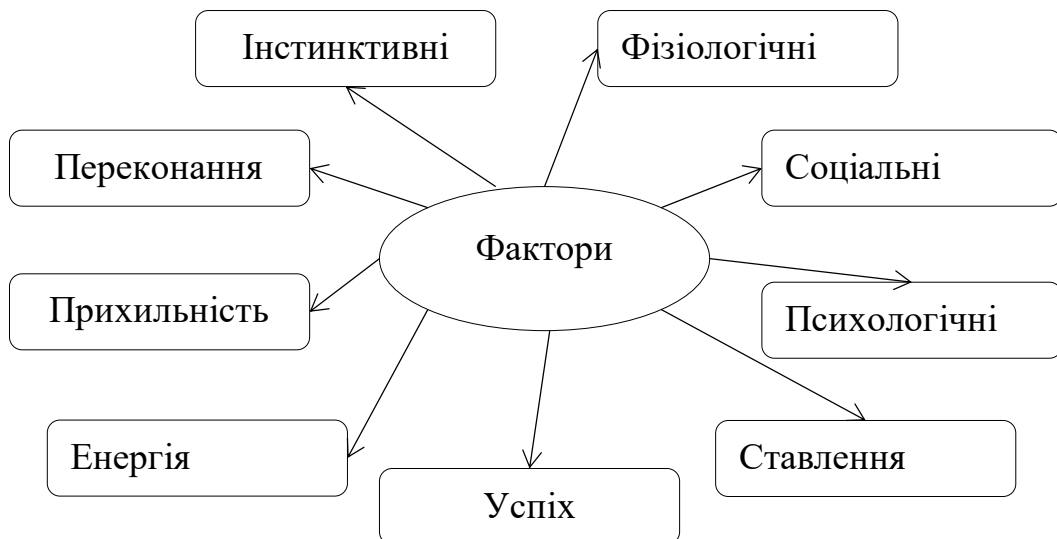 Інстинктивні
Фізіологічні
Переконання
Соціальні
Фактори
Прихильність
Психологічні
Енергія
Ставлення
Успіх